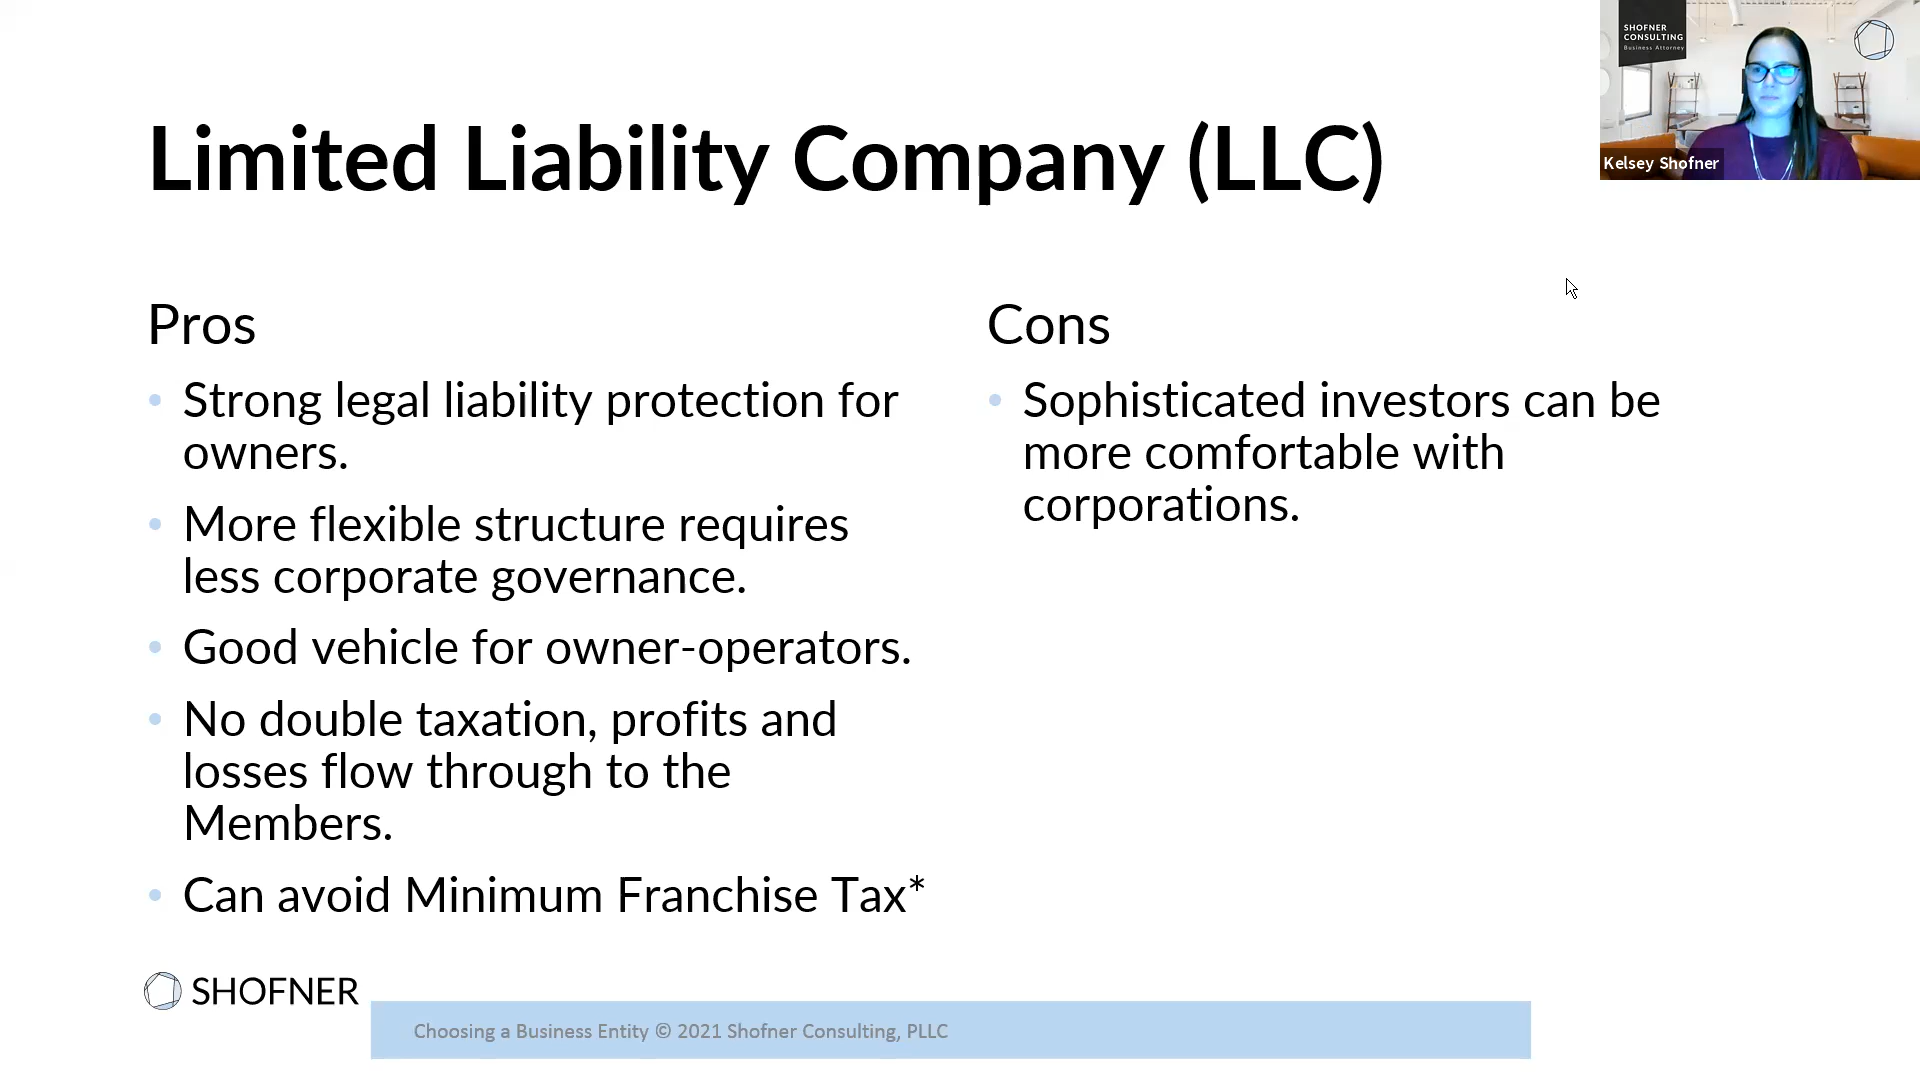 SHOFNER
CONSULTING
Business Attorney
Kelsey Shofner
Limited Liability Company (LLC)
Pros
• Strong legal liability protection for
owners.
• More flexible structure requires
less corporate governance.
• Good vehicle for owner-operators.
• No double taxation, profits and
losses flow through to the
Members.
• Can avoid Minimum Franchise Tax*
Cons
• Sophisticated investors can be
more comfortable with
corporations.
SHOFNER
Choosing a Business Entity © 2021 Shofner Consulting, PLLC